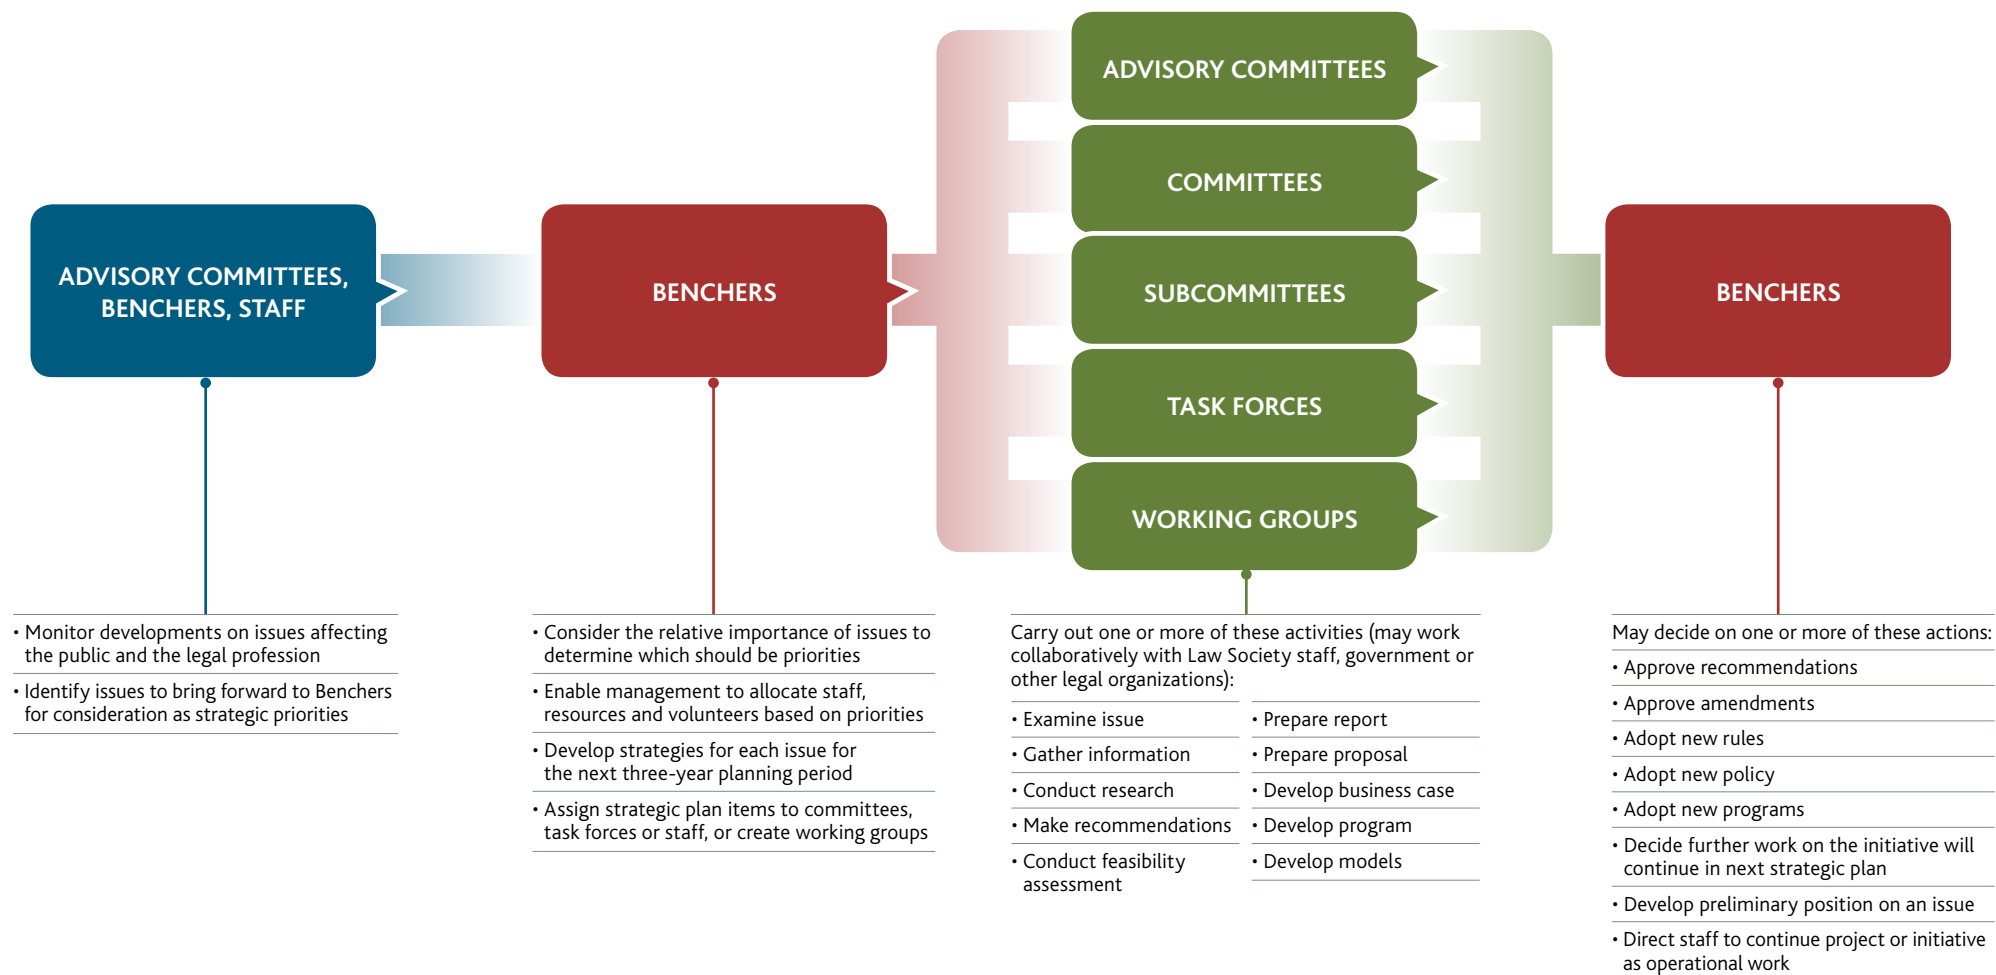 ADVISORY COMMITTEES,
BENCHERS, STAFF
• Monitor developments on issues affecting
the public and the legal profession
• Identify issues to bring forward to Benchers
for consideration as strategic priorities
BENCHERS
• Consider the relative importance of issues to
determine which should be priorities
• Enable management to allocate staff,
resources and volunteers based on priorities
• Develop strategies for each issue for
the next three-year planning period
• Assign strategic plan items to committees,
task forces or staff, or create working groups
ADVISORY COMMITTEES
COMMITTEES
SUBCOMMITTEES
TASK FORCES
WORKING GROUPS
Carry out one or more of these activities (may work
collaboratively with Law Society staff, government or
other legal organizations):
• Examine issue
• Gather information
• Conduct research
• Make recommendations
• Conduct feasibility
assessment
• Prepare report
• Prepare proposal
• Develop business case
• Develop program
• Develop models
BENCHERS
May decide on one or more of these actions:
• Approve recommendations
• Approve amendments
• Adopt new rules
• Adopt new policy
• Adopt new programs
• Decide further work on the initiative will
continue in next strategic plan
• Develop preliminary position on an issue
• Direct staff to continue project or initiative
as operational work